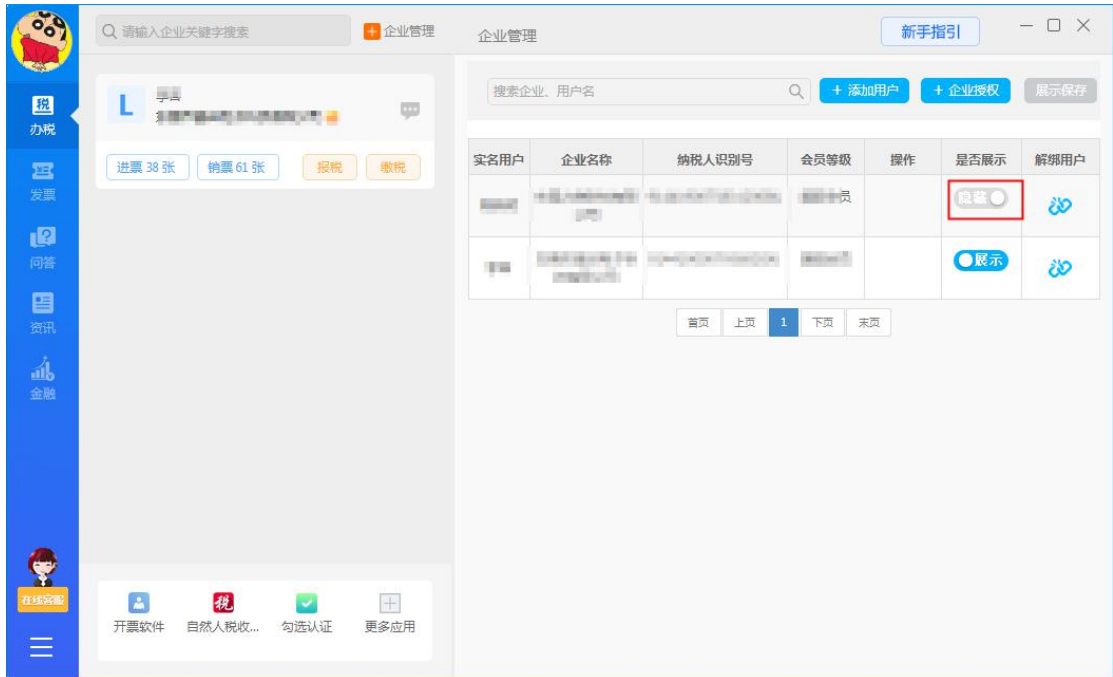 请输入企业关键字搜索
企业管理
企业管理
新手指引
税
办税
发票
问答
资讯
金融
在线客服
L
进票 38 张
销票 61 张
报税
缴税
搜索企业、用户名
+ 添加用户
+ 企业授权
展示保存
实名用户 企业名称 纳税人识别号 会员等级 操作 是否展示 解绑用户
员
隐藏
展示
首页 上页 1 下页 末页
税
开票软件 自然人税收... 勾选认证 更多应用